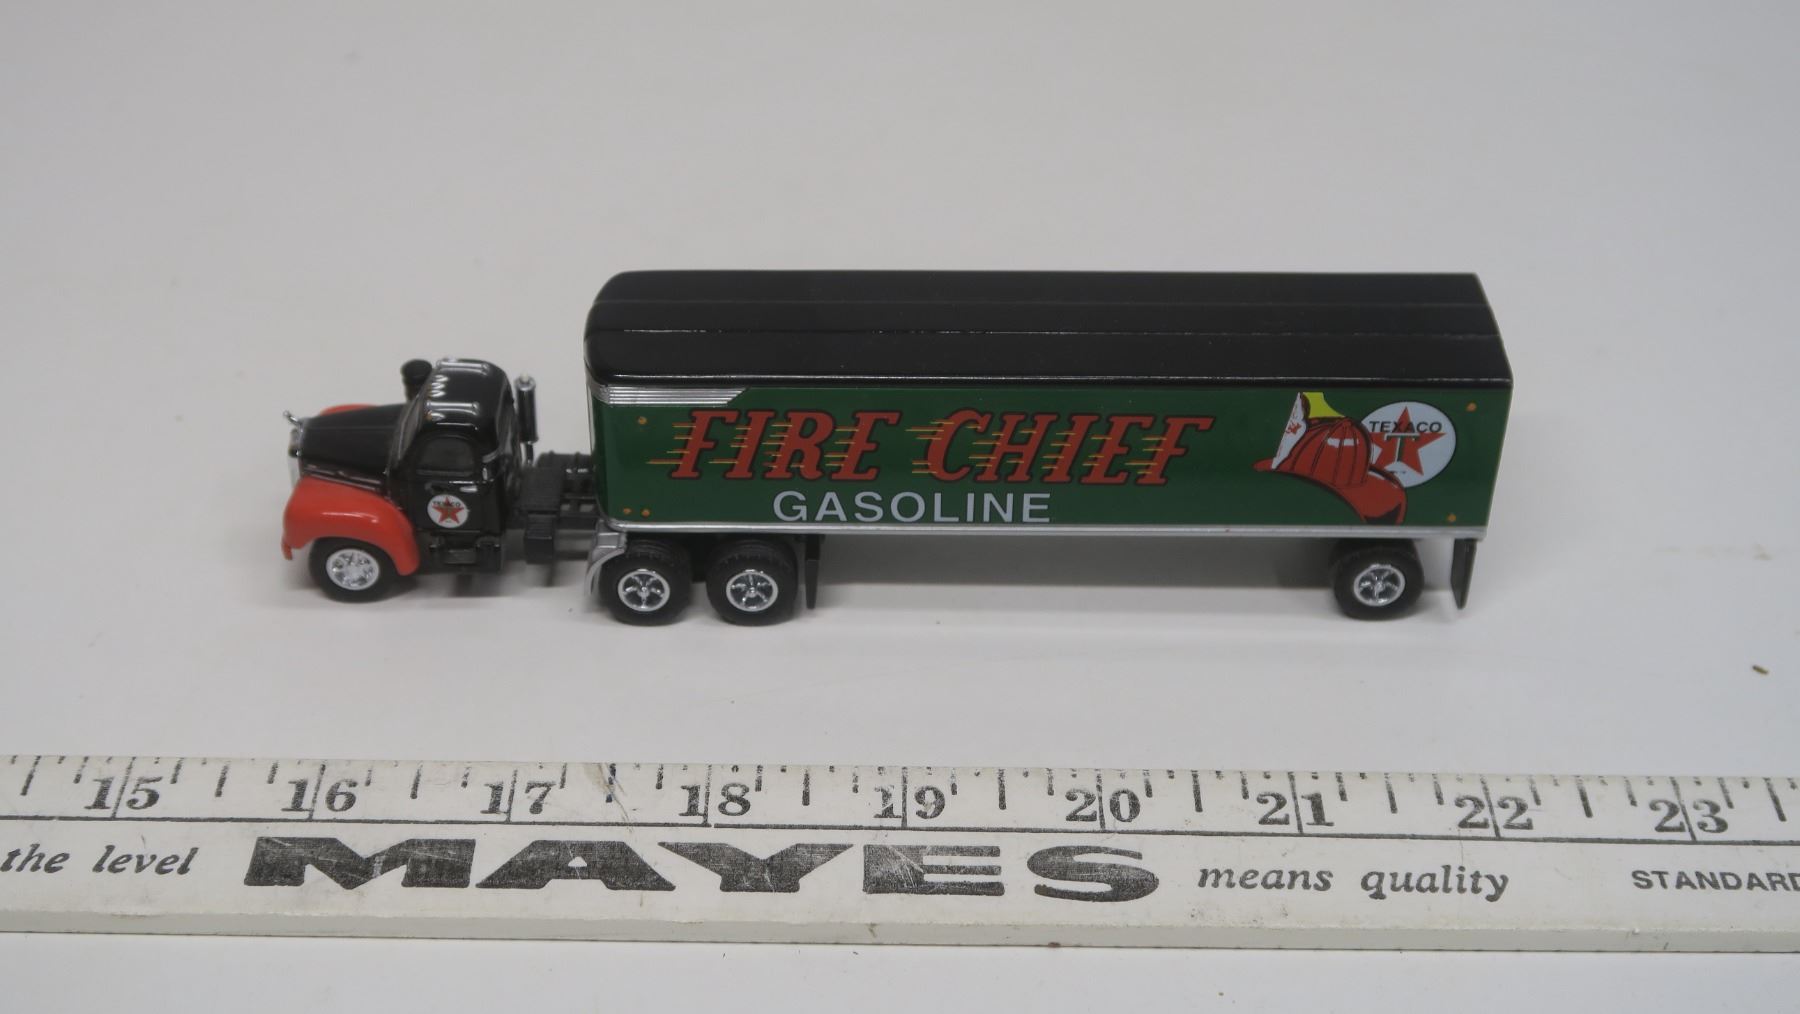 FIRE CHIEF
GASOLINE
TEXACO
T
TEXACO
15 16 17 18 19 20 21 22 23
the level MAYES means quality STANDARD